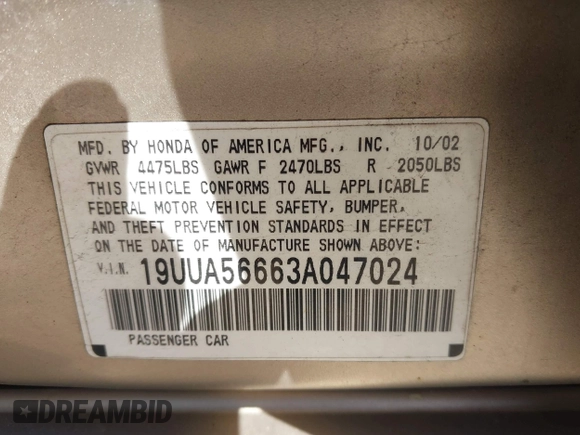 MFD. BY HONDA OF AMERICA MFG., INC. 10/02
GVWR 4475LBS GAWR F 2470LBS R 2050LBS
THIS VEHICLE CONFORMS TO ALL APPLICABLE
FEDERAL MOTOR VEHICLE SAFETY, BUMPER,
AND THEFT PREVENTION STANDARDS IN EFFECT
ON THE DATE OF MANUFACTURE SHOWN ABOVE:
V.I.N. 19UUA56663A047024
PASSENGER CAR
DREAMBID